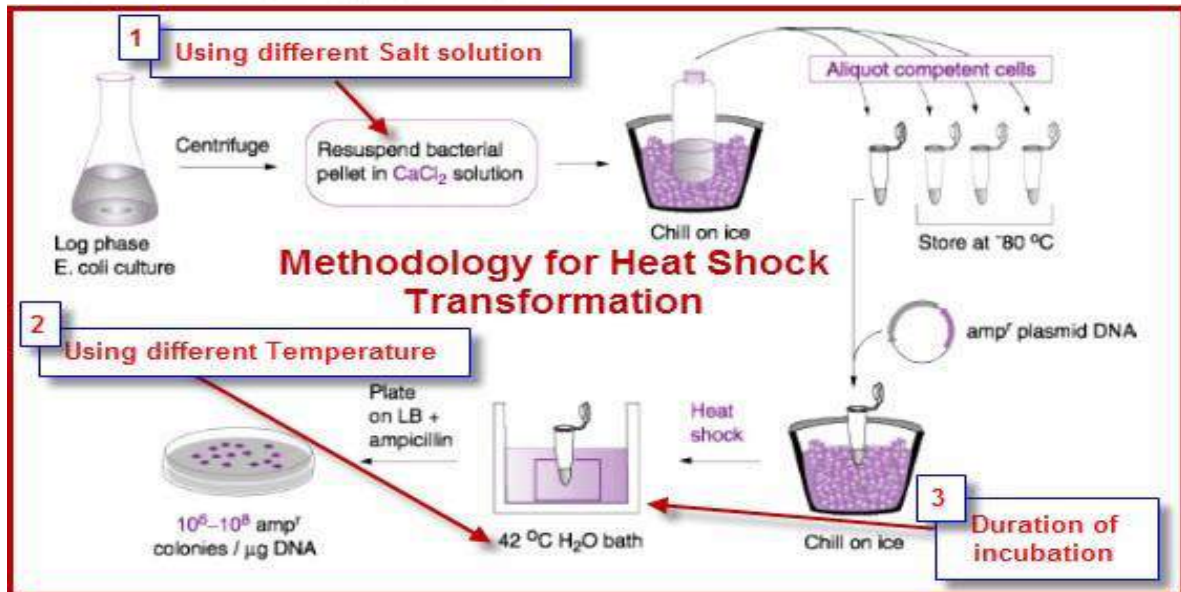 1
Using different Salt solution
Aliquot competent cells
Centrifuge
Resuspend bacterial
pellet in CaCl₂ solution
Log phase
E. coli culture
Chill on ice
Store at ⁻80 ⁰C
Methodology for Heat Shock
Transformation
2
Using different Temperature
ampʳ plasmid DNA
Plate
on LB +
ampicillin
Heat
shock
3
Duration of
incubation
10⁶–10⁸ ampʳ
colonies / µg DNA
42 ⁰C H₂O bath
Chill on ice